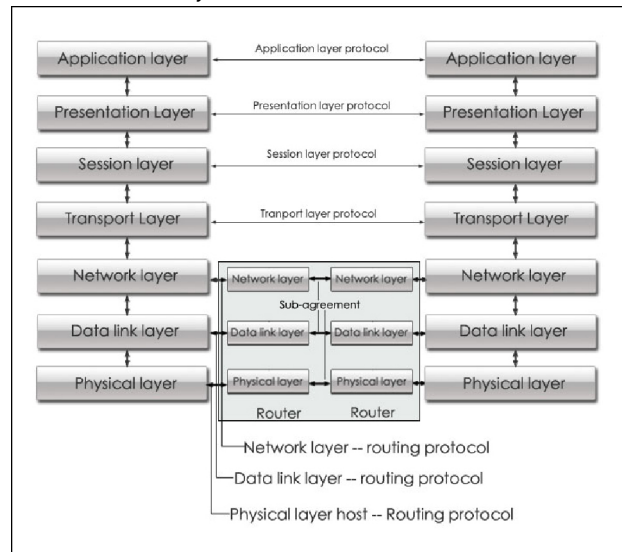 Application layer
Application layer protocol
Application layer
Presentation Layer
Presentation layer protocol
Presentation Layer
Session layer
Session layer protocol
Session layer
Transport Layer
Tranport layer protocol
Transport Layer
Network layer
Network layer
Network layer
Network layer
Sub-agreement
Data link layer
Data link layer
Data link layer
Data link layer
Physical layer
Physical layer
Physical layer
Physical layer
Router
Router
Network layer -- routing protocol
Data link layer -- routing protocol
Physical layer host -- Routing protocol